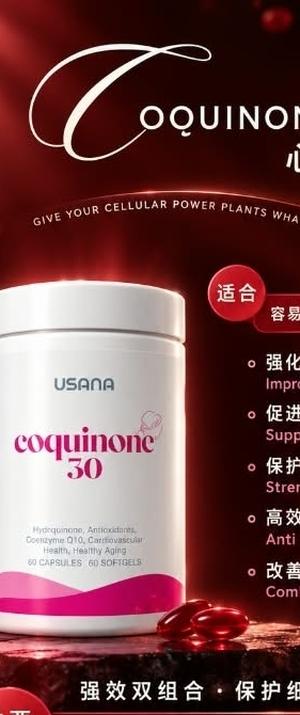 COQUINON
心
GIVE YOUR CELLULAR POWER PLANTS WHA
适合
容易
强化
Impro
促进
Supp
保护
Stren
高效
Anti
改善
Com
USANA
coquinone
30
Hydroquinone, Antioxidants,
Coenzyme Q10, Cardiovascular
Health, Healthy Aging
60 CAPSULES 60 SOFTGELS
强效双组合·保护细